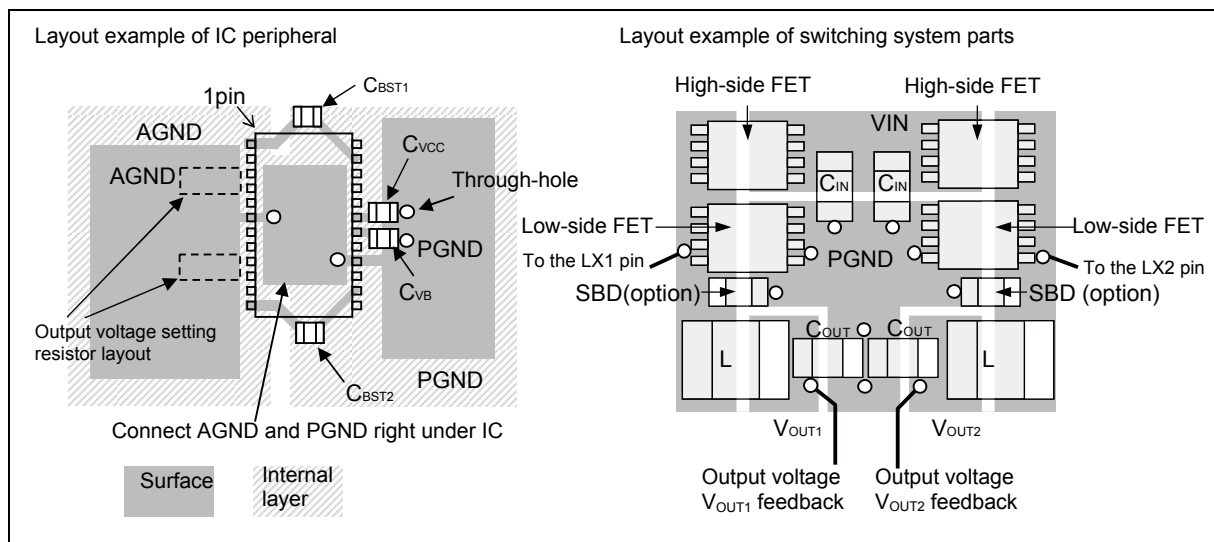 Layout example of IC peripheral
1pin
CBST1
AGND
AGND
CVCC
Through-hole
PGND
CVB
Output voltage setting
resistor layout
CBST2
PGND
Connect AGND and PGND right under IC
Surface
Internal
layer
Layout example of switching system parts
High-side FET
High-side FET
VIN
CIN
CIN
Low-side FET
Low-side FET
To the LX1 pin
PGND
To the LX2 pin
SBD(option)
SBD (option)
COUT
COUT
L
L
VOUT1
VOUT2
Output voltage
VOUT1 feedback
Output voltage
VOUT2 feedback